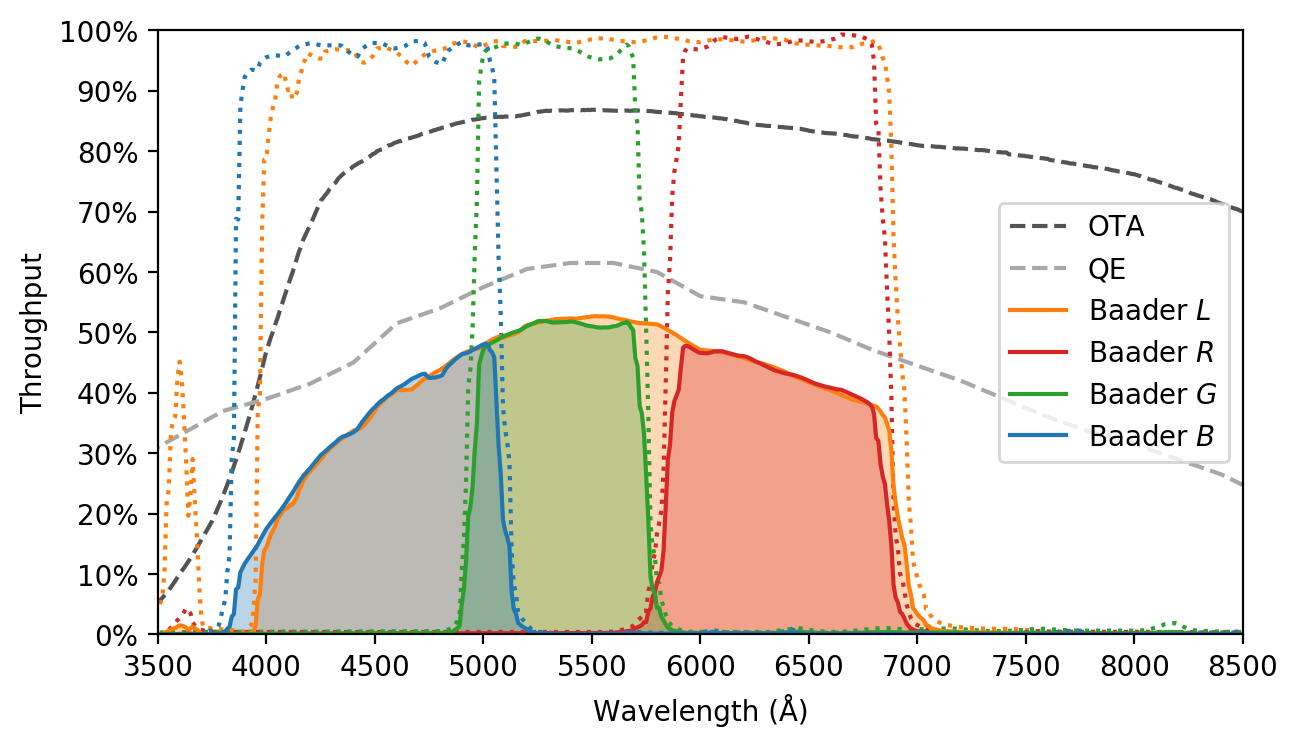 100%
90%
80%
70%
60%
50%
40%
30%
20%
10%
0%
Throughput
OTA
QE
Baader L
Baader R
Baader G
Baader B
3500 4000 4500 5000 5500 6000 6500 7000 7500 8000 8500
Wavelength (Å)